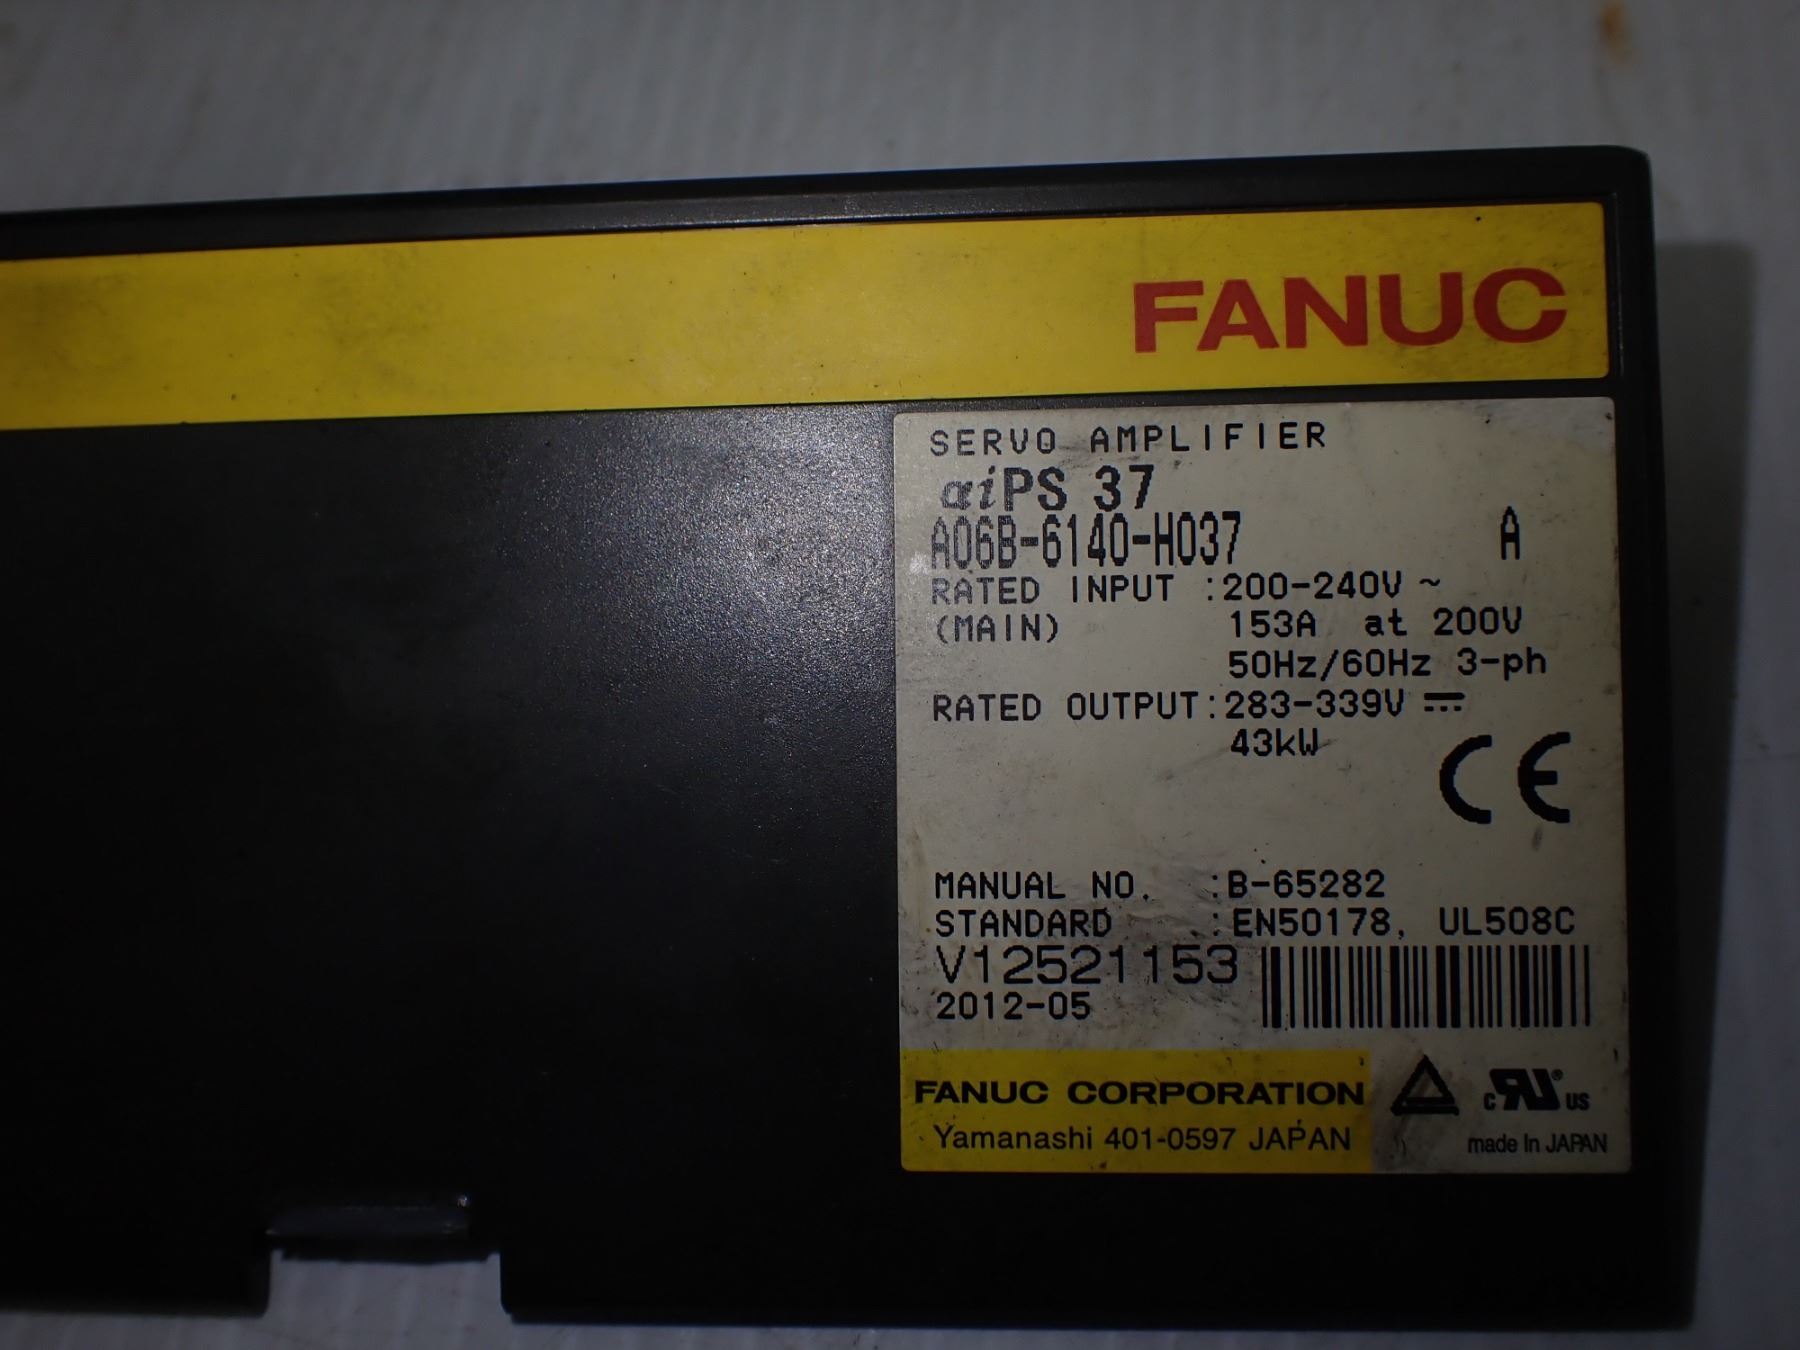 FANUC
SERVO AMPLIFIER
αiPS 37
A06B-6140-H037 A
RATED INPUT :200-240V ~
(MAIN) 153A at 200V
50Hz/60Hz 3-ph
RATED OUTPUT:283-339V ⎓
43kW
CE
MANUAL NO. :B-65282
STANDARD :EN50178, UL508C
V12521153
2012-05
FANUC CORPORATION
Yamanashi 401-0597 JAPAN
c RU® US
made in JAPAN